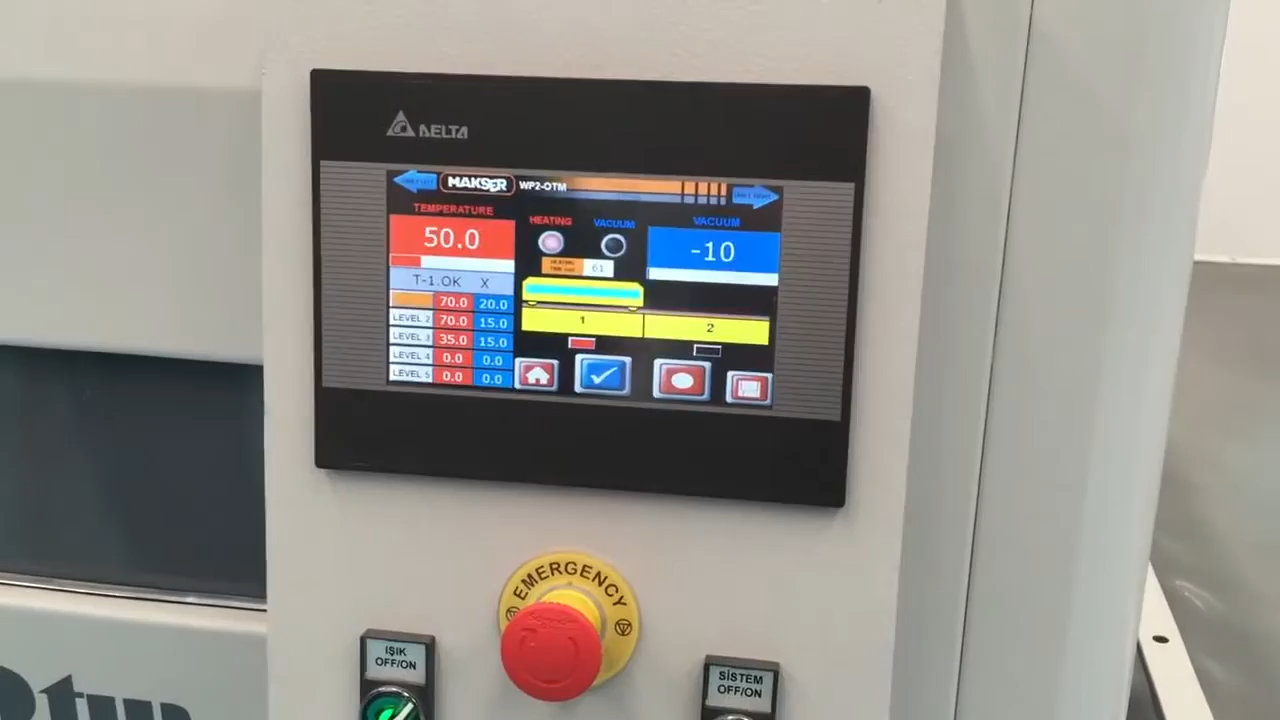 DELTA
MAKSER WP2-OTM
TEMPERATURE HEATING VACUUM VACUUM
50.0 -10
HEATING 61
T-1.OK X
70.0 20.0
LEVEL 2 70.0 15.0
LEVEL 3 35.0 15.0
LEVEL 4 0.0 0.0
LEVEL 5 0.0 0.0
1 2
EMERGENCY
IŞIK
OFF/ON
SİSTEM
OFF/ON